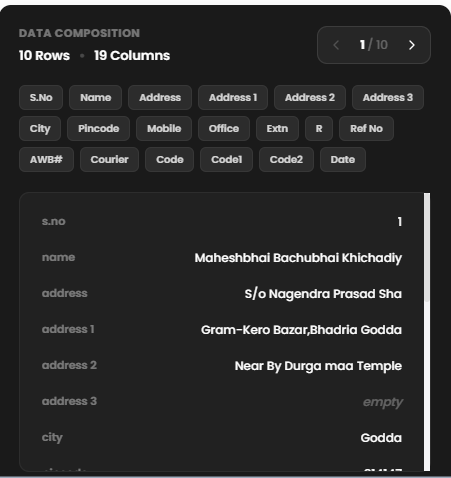 DATA COMPOSITION
10 Rows • 19 Columns
1 / 10
S.No Name Address Address 1 Address 2 Address 3
City Pincode Mobile Office Extn R Ref No
AWB# Courier Code Code1 Code2 Date
s.no 1
name Maheshbhai Bachubhai Khichadiy
address S/o Nagendra Prasad Sha
address 1 Gram-Kero Bazar,Bhadria Godda
address 2 Near By Durga maa Temple
address 3 empty
city Godda